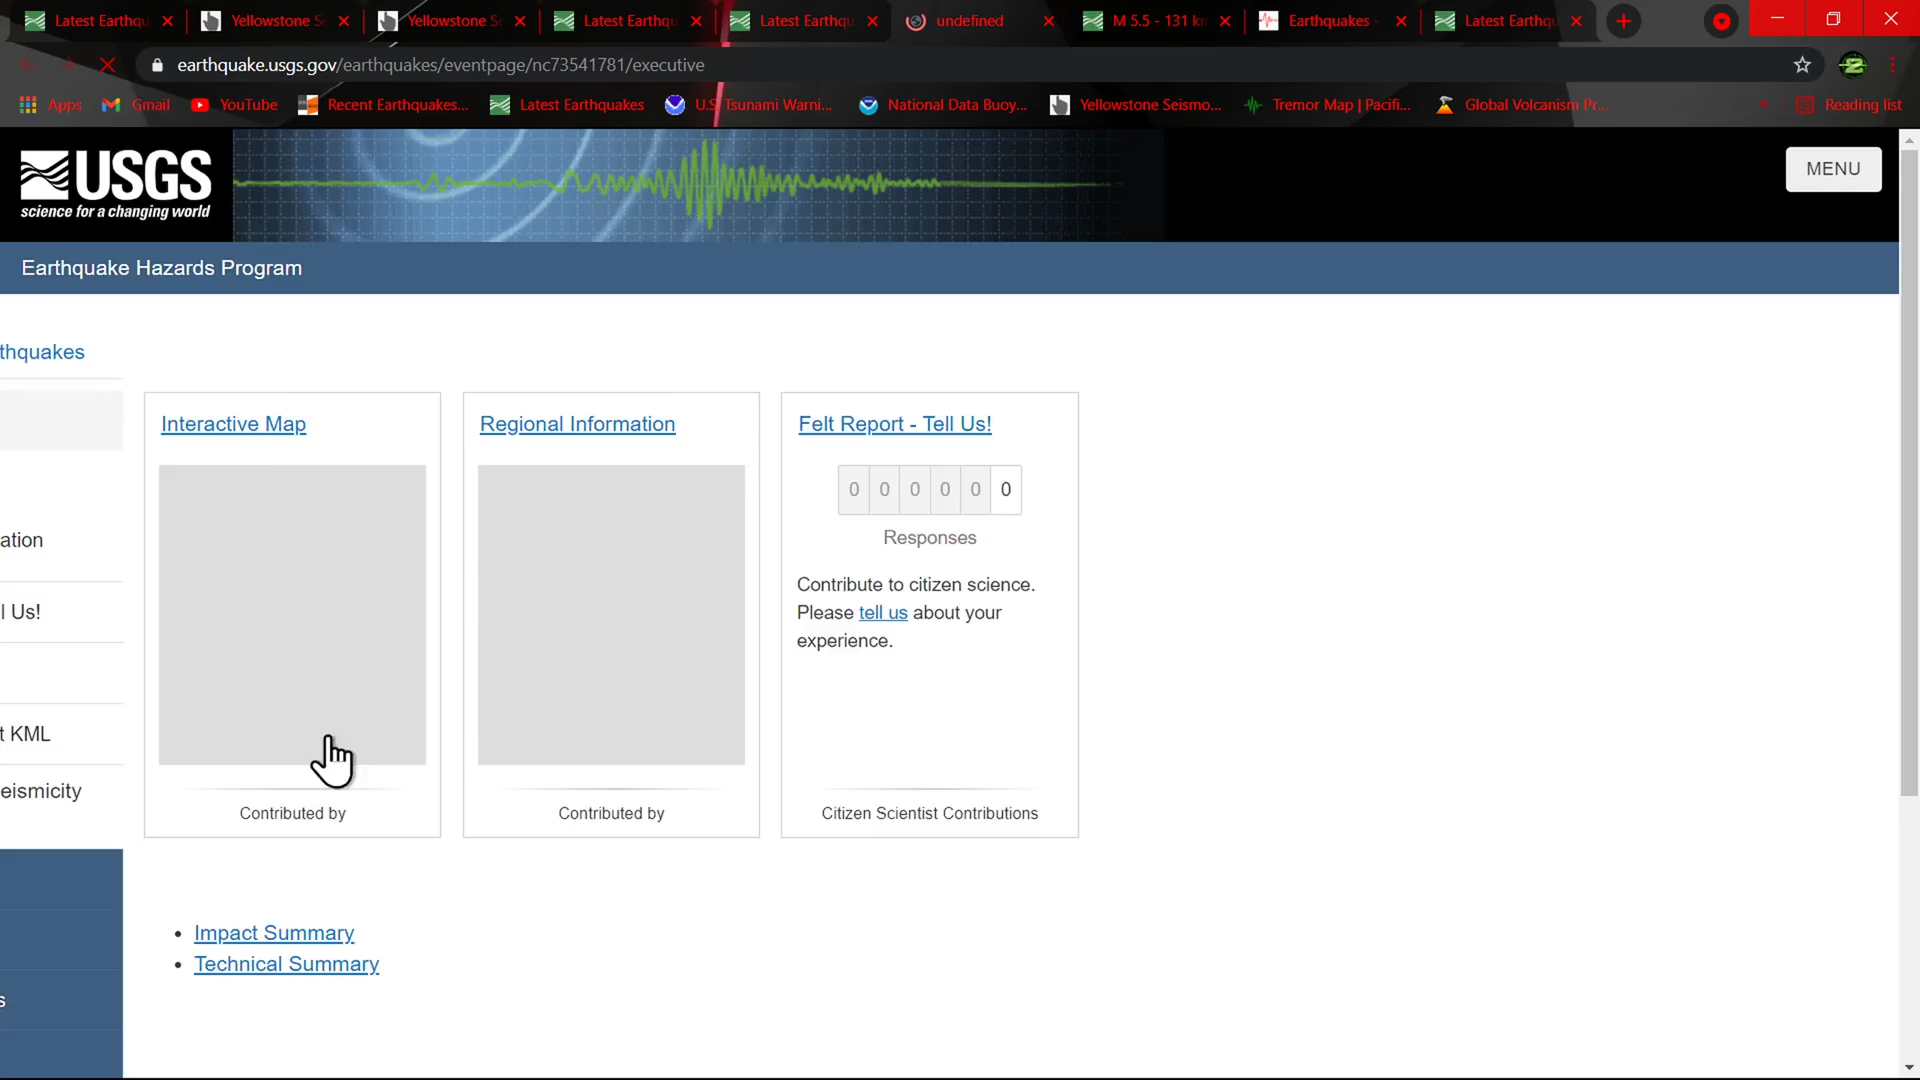 Latest Earthqu
Yellowstone Se
Yellowstone Se
Latest Earthqu
Latest Earthqu
undefined
M 5.5 - 131 km
Earthquakes -
Latest Earthqu
earthquake.usgs.gov/earthquakes/eventpage/nc73541781/executive
Apps
Gmail
YouTube
Recent Earthquakes...
Latest Earthquakes
U.S. Tsunami Warni...
National Data Buoy...
Yellowstone Seismo...
Tremor Map | Pacifi...
Global Volcanism Pr...
Reading list
USGS
science for a changing world
MENU
Earthquake Hazards Program
thquakes
ation
l Us!
t KML
eismicity
s
Interactive Map
Contributed by
Regional Information
Contributed by
Felt Report - Tell Us!
0 0 0 0 0 0
Responses
Contribute to citizen science.
Please tell us about your
experience.
Citizen Scientist Contributions
Impact Summary
Technical Summary